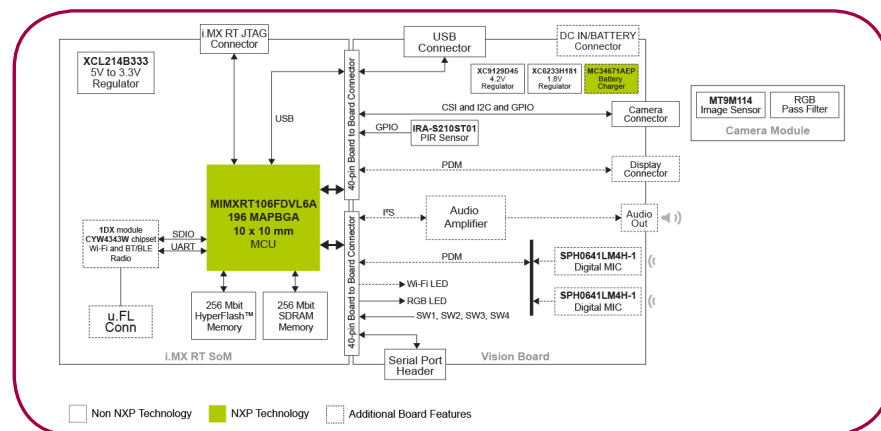 i.MX RT JTAG
Connector
USB
Connector
DC IN/BATTERY
Connector
XCL214B333
5V to 3.3V
Regulator
XC9129D45
4.2V
Regulator
XC6233H181
1.8V
Regulator
MC34671AEP
Battery
Charger
USB
40-pin Board to Board Connector
CSI and I2C and GPIO
Camera
Connector
MT9M114
Image Sensor
RGB
Pass Filter
Camera Module
GPIO
IRA-S210ST01
PIR Sensor
PDM
Display
Connector
MIMXRT106FDVL6A
196 MAPBGA
10 x 10 mm
MCU
40-pin Board to Board Connector
I²S
Audio
Amplifier
Audio
Out
1DX module
CYW4343W chipset
Wi-Fi and BT/BLE
Radio
SDIO
UART
PDM
SPH0641LM4H-1
Digital MIC
Wi-Fi LED
RGB LED
SPH0641LM4H-1
Digital MIC
SW1, SW2, SW3, SW4
u.FL
Conn
256 Mbit
HyperFlash™
Memory
256 Mbit
SDRAM
Memory
i.MX RT SoM
Serial Port
Header
Vision Board
Non NXP Technology
NXP Technology
Additional Board Features